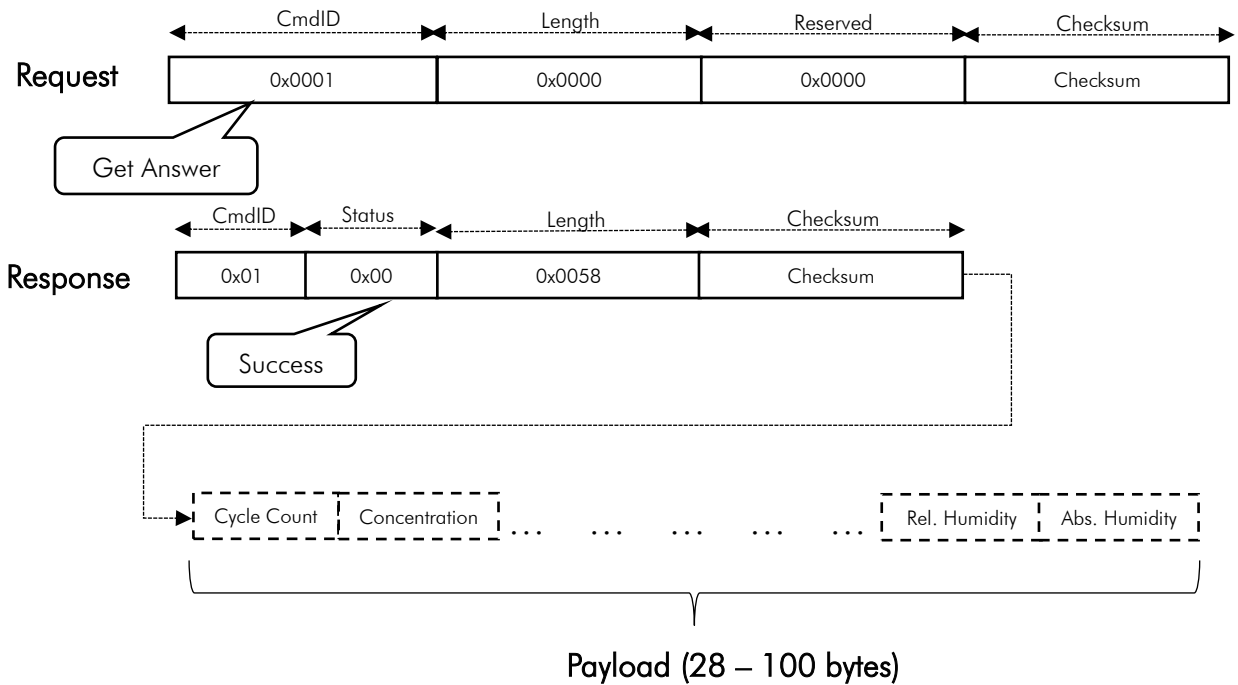 CmdID Length Reserved Checksum
Request 0x0001 0x0000 0x0000 Checksum
Get Answer
CmdID Status Length Checksum
Response 0x01 0x00 0x0058 Checksum
Success
Cycle Count Concentration ... ... ... ... ... Rel. Humidity Abs. Humidity
Payload (28 – 100 bytes)